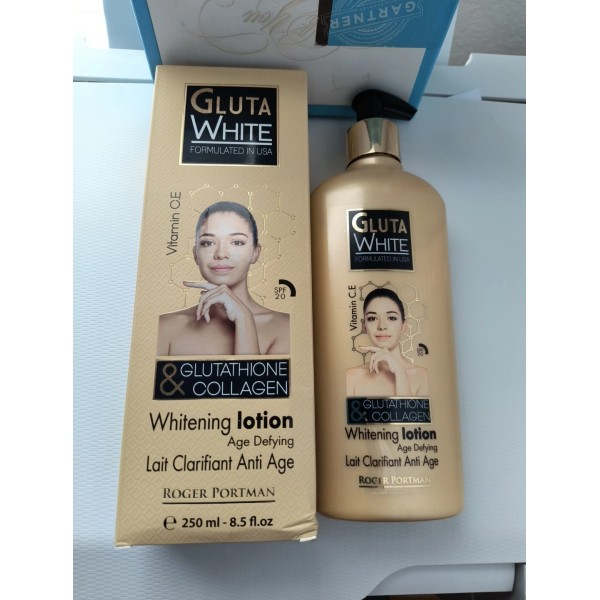 GARTNER
You
GLUTA
WHITE
FORMULATED IN USA
Vitamin C.E
SPF
20
& GLUTATHIONE
COLLAGEN
Whitening lotion
Age Defying
Lait Clarifiant Anti Age
ROGER PORTMAN
e 250 ml - 8.5 fl.oz
GLUTA
WHITE
FORMULATED IN USA
Vitamin C.E
& GLUTATHIONE
COLLAGEN
Whitening lotion
Age Defying
Lait Clarifiant Anti Age
ROGER PORTMAN